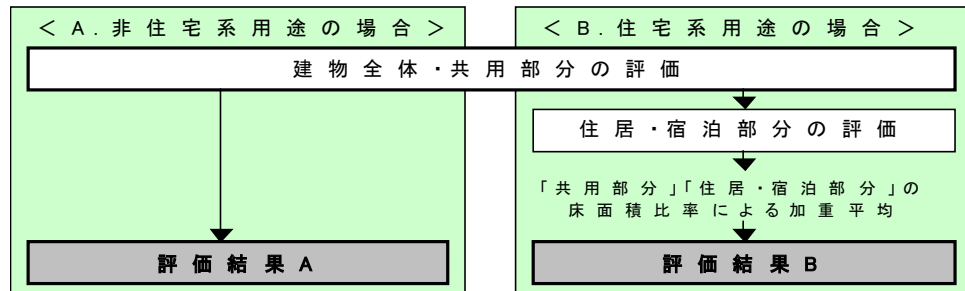 ＜A.非住宅系用途の場合＞
＜B.住宅系用途の場合＞
建物全体・共用部分の評価
住居・宿泊部分の評価
「共用部分」「住居・宿泊部分」の
床面積比率による加重平均
評価結果A
評価結果B